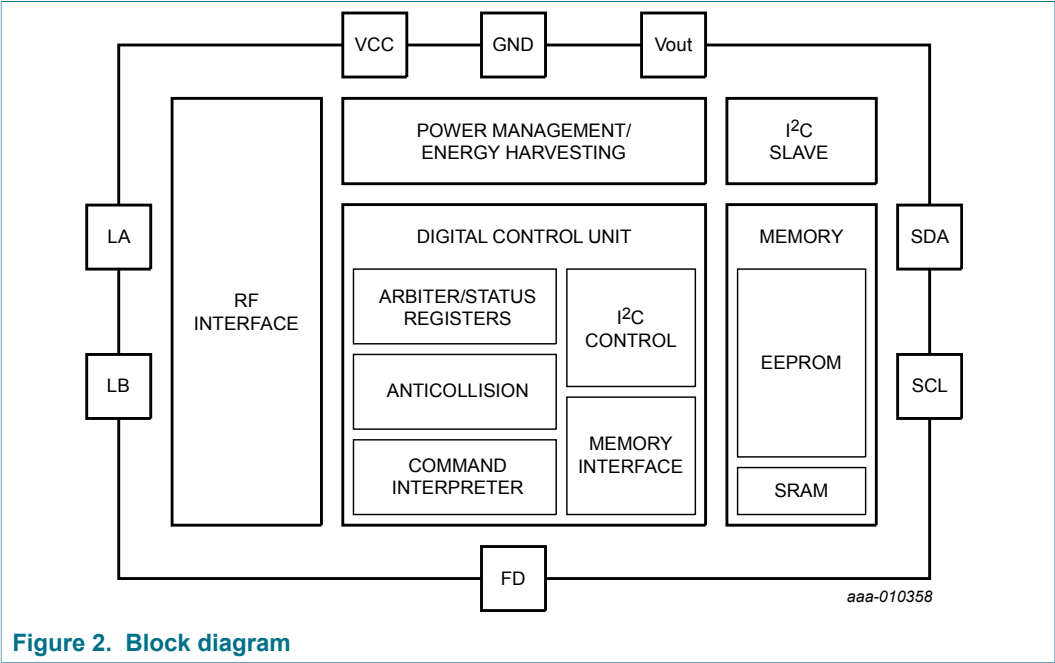 VCC
GND
Vout
POWER MANAGEMENT/
ENERGY HARVESTING
I²C
SLAVE
LA
LB
RF
INTERFACE
DIGITAL CONTROL UNIT
ARBITER/STATUS
REGISTERS
ANTICOLLISION
COMMAND
INTERPRETER
I²C
CONTROL
MEMORY
INTERFACE
MEMORY
EEPROM
SRAM
SDA
SCL
FD
aaa-010358
Figure 2. Block diagram